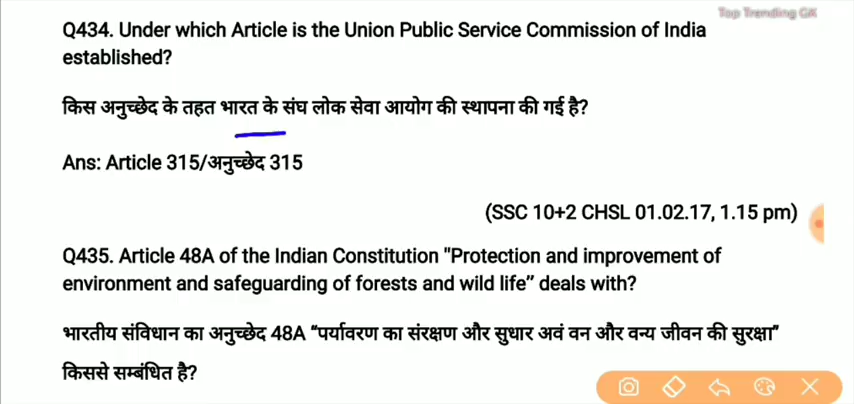 Top Trending GK
Q434. Under which Article is the Union Public Service Commission of India
established?
किस अनुच्छेद के तहत भारत के संघ लोक सेवा आयोग की स्थापना की गई है?
Ans: Article 315/अनुच्छेद 315
(SSC 10+2 CHSL 01.02.17, 1.15 pm)
Q435. Article 48A of the Indian Constitution "Protection and improvement of
environment and safeguarding of forests and wild life” deals with?
भारतीय संविधान का अनुच्छेद 48A “पर्यावरण का संरक्षण और सुधार अवं वन और वन्य जीवन की सुरक्षा”
किससे सम्बंधित है?